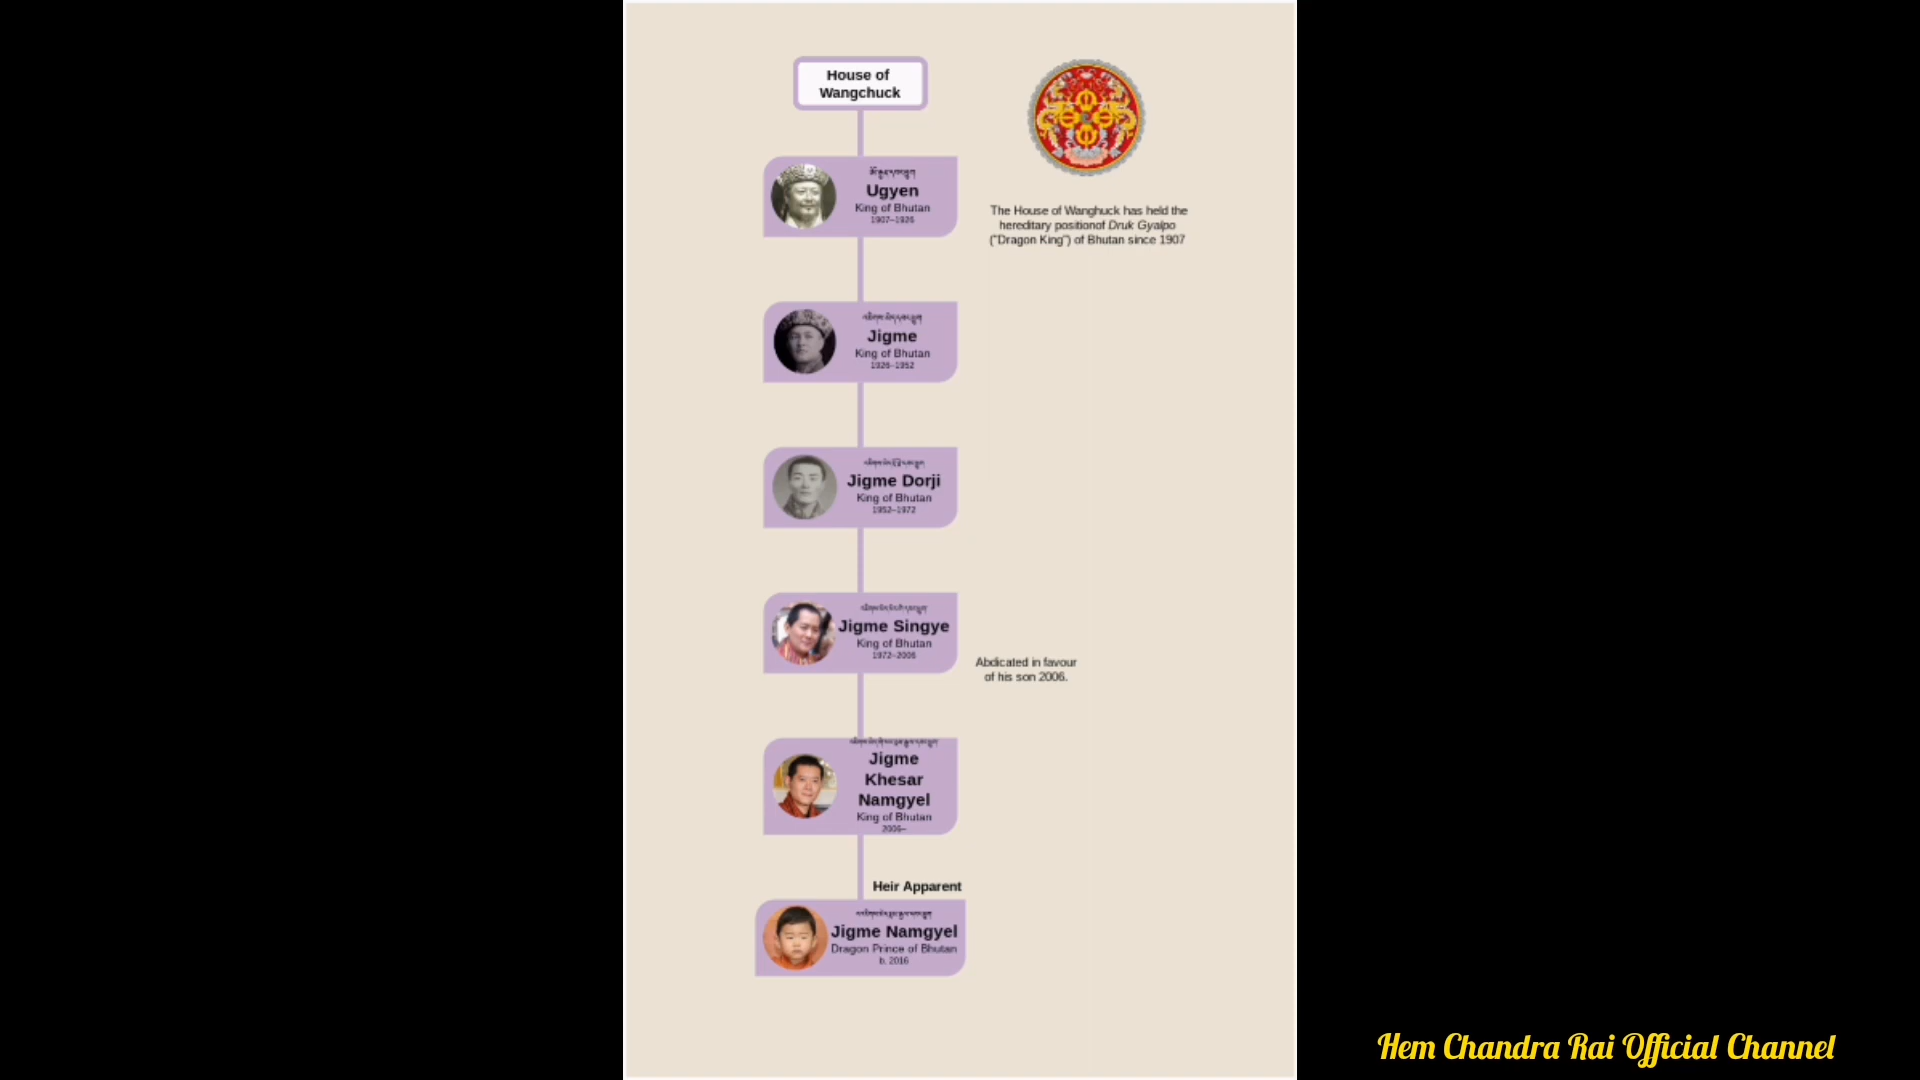 House of
Wangchuck
Ugyen
King of Bhutan
1907–1926
The House of Wanghuck has held the
hereditary positionof Druk Gyalpo
("Dragon King") of Bhutan since 1907
Jigme
King of Bhutan
1926–1952
Jigme Dorji
King of Bhutan
1952–1972
Jigme Singye
King of Bhutan
1972–2006
Abdicated in favour
of his son 2006.
Jigme
Khesar
Namgyel
King of Bhutan
2006–
Heir Apparent
Jigme Namgyel
Dragon Prince of Bhutan
b. 2016
Hem Chandra Rai Official Channel